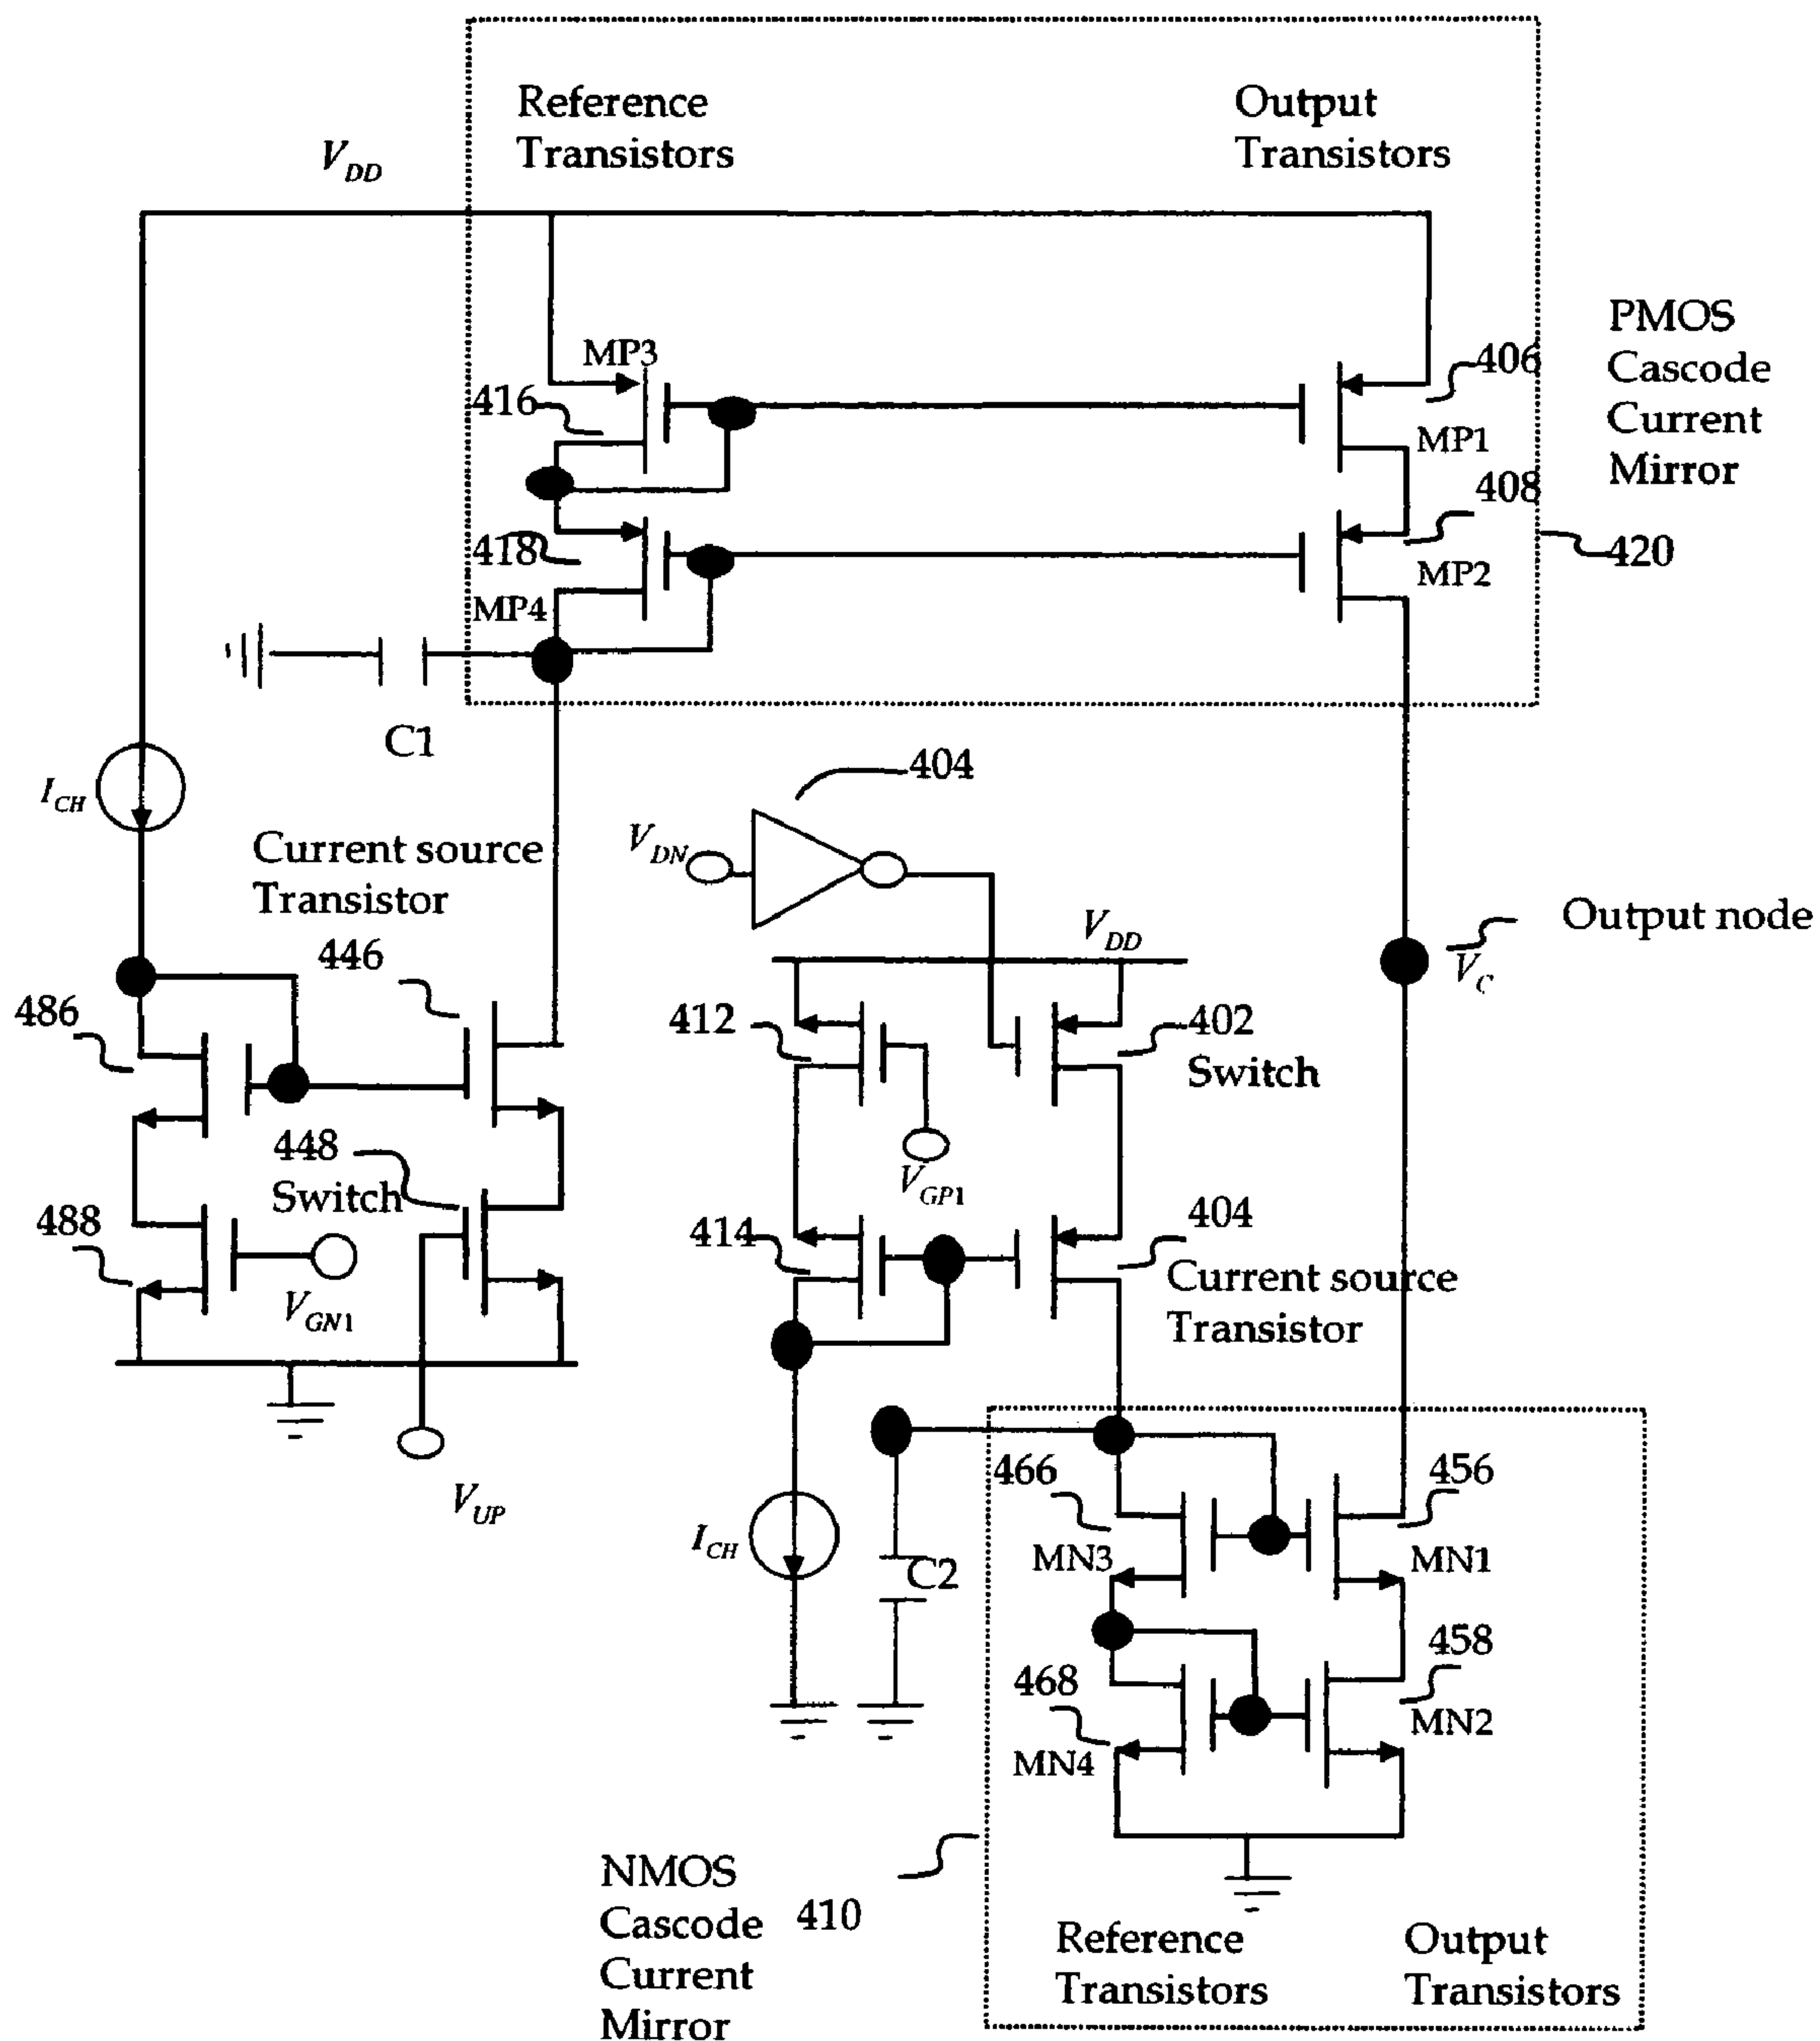 Reference
Transistors
Output
Transistors
V_DD
MP3
416
406
MP1
PMOS
Cascode
Current
Mirror
408
418
MP4
MP2
420
C1
I_CH
404
V_DN
Current source
Transistor
446
V_DD
Output node
V_C
486
412
402
Switch
448
Switch
V_GP1
488
414
404
V_GN1
Current source
Transistor
V_UP
466
456
I_CH
C2
MN3
MN1
468
458
MN4
MN2
NMOS
Cascode
Current
Mirror
410
Reference
Transistors
Output
Transistors